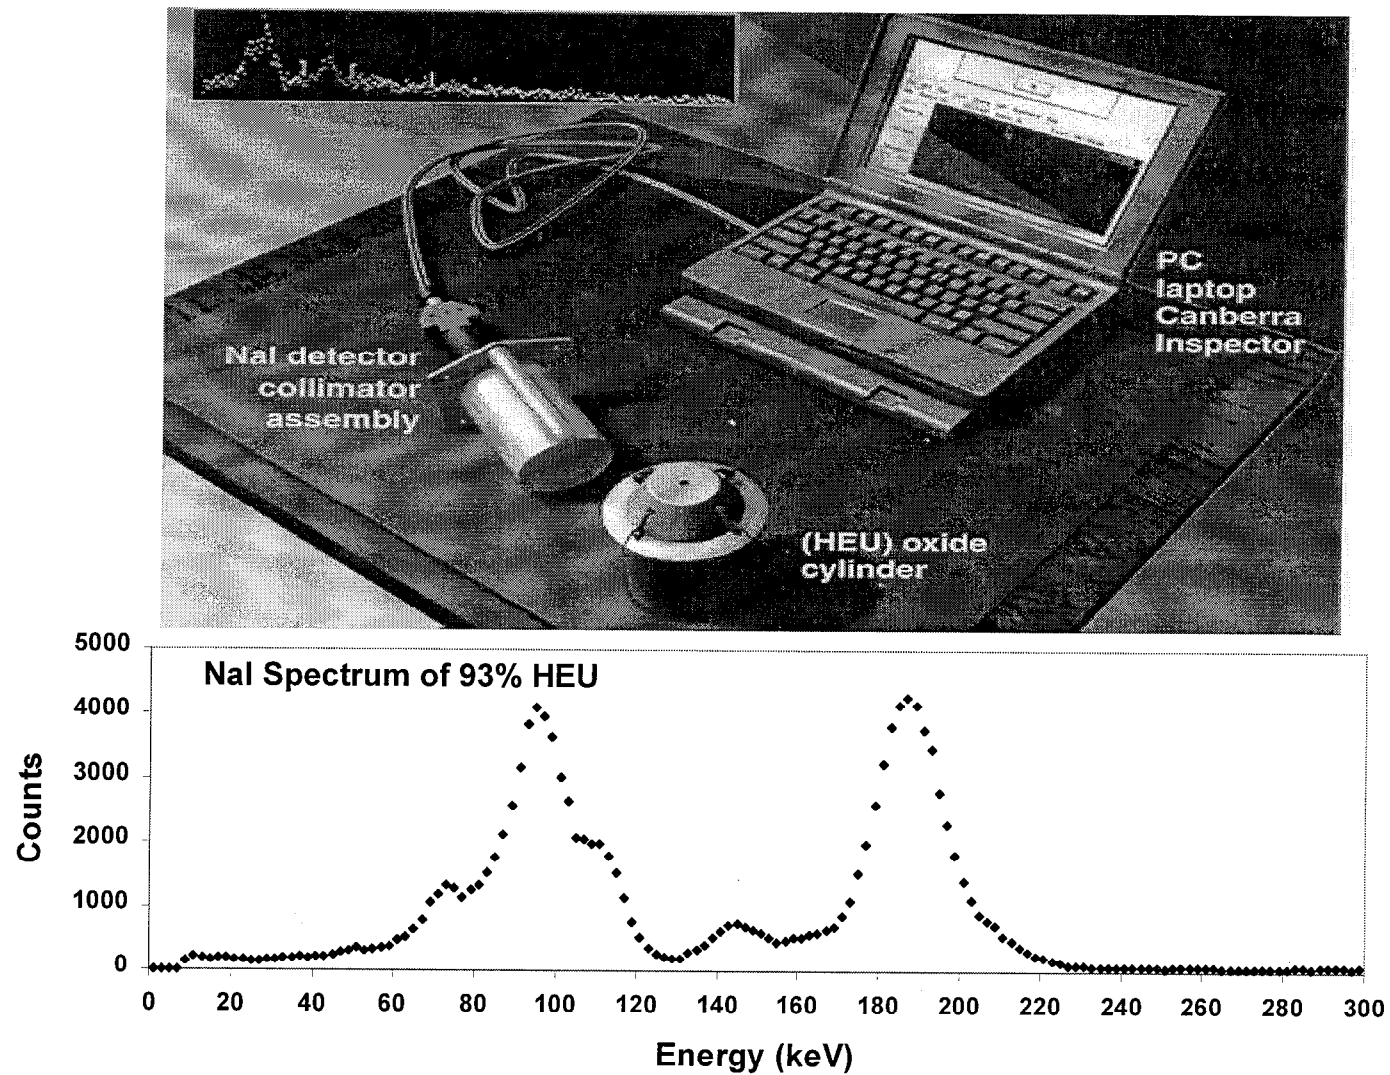 PC
laptop
Canberra
Inspector
NaI detector
collimator
assembly
(HEU) oxide
cylinder
NaI Spectrum of 93% HEU
5000
4000
3000
2000
1000
0
Counts
0 20 40 60 80 100 120 140 160 180 200 220 240 260 280 300
Energy (keV)